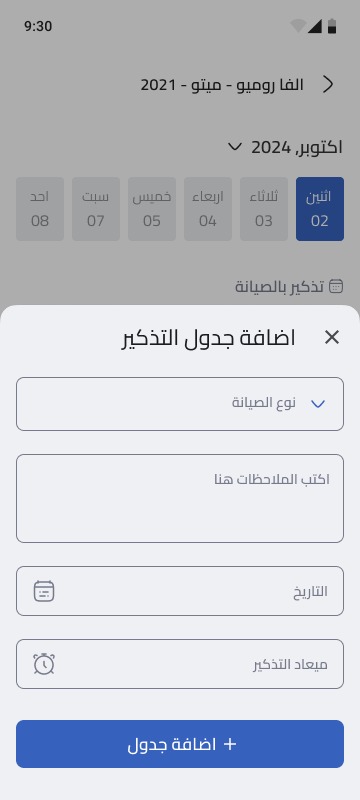 9:30
الفا روميو - ميتو - 2021
اكتوبر, 2024
اثنين ثلاثاء اربعاء خميس سبت احد
02 03 04 05 07 08
تذكير بالصيانة
اضافة جدول التذكير
نوع الصيانة
اكتب الملاحظات هنا
التاريخ
ميعاد التذكير
+ اضافة جدول